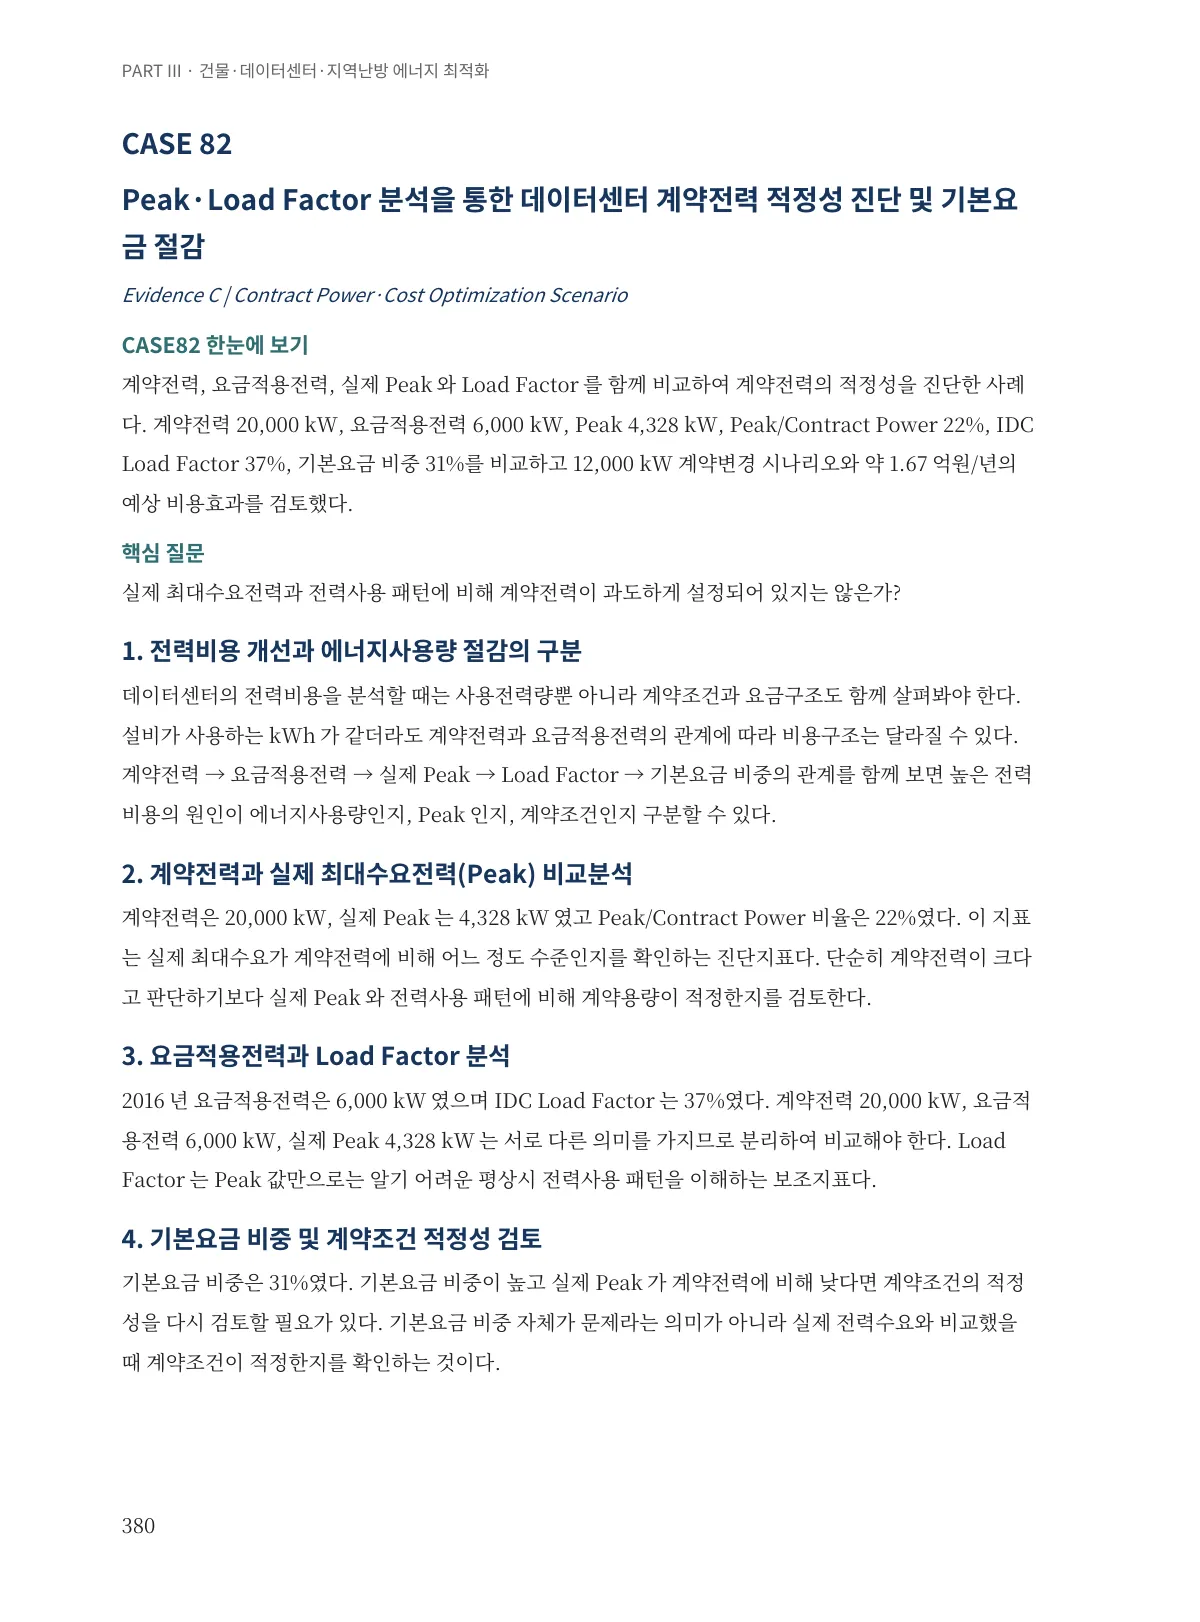 PART III · 건물·데이터센터·지역난방 에너지 최적화
CASE 82
Peak·Load Factor 분석을 통한 데이터센터 계약전력 적정성 진단 및 기본요
금 절감
Evidence C | Contract Power·Cost Optimization Scenario
CASE82 한눈에 보기
계약전력, 요금적용전력, 실제 Peak 와 Load Factor 를 함께 비교하여 계약전력의 적정성을 진단한 사례
다. 계약전력 20,000 kW, 요금적용전력 6,000 kW, Peak 4,328 kW, Peak/Contract Power 22%, IDC
Load Factor 37%, 기본요금 비중 31%를 비교하고 12,000 kW 계약변경 시나리오와 약 1.67 억원/년의
예상 비용효과를 검토했다.
핵심 질문
실제 최대수요전력과 전력사용 패턴에 비해 계약전력이 과도하게 설정되어 있지는 않은가?
1. 전력비용 개선과 에너지사용량 절감의 구분
데이터센터의 전력비용을 분석할 때는 사용전력량뿐 아니라 계약조건과 요금구조도 함께 살펴봐야 한다.
설비가 사용하는 kWh 가 같더라도 계약전력과 요금적용전력의 관계에 따라 비용구조는 달라질 수 있다.
계약전력 → 요금적용전력 → 실제 Peak → Load Factor → 기본요금 비중의 관계를 함께 보면 높은 전력
비용의 원인이 에너지사용량인지, Peak 인지, 계약조건인지 구분할 수 있다.
2. 계약전력과 실제 최대수요전력(Peak) 비교분석
계약전력은 20,000 kW, 실제 Peak 는 4,328 kW 였고 Peak/Contract Power 비율은 22%였다. 이 지표
는 실제 최대수요가 계약전력에 비해 어느 정도 수준인지를 확인하는 진단지표다. 단순히 계약전력이 크다
고 판단하기보다 실제 Peak 와 전력사용 패턴에 비해 계약용량이 적정한지를 검토한다.
3. 요금적용전력과 Load Factor 분석
2016 년 요금적용전력은 6,000 kW 였으며 IDC Load Factor 는 37%였다. 계약전력 20,000 kW, 요금적
용전력 6,000 kW, 실제 Peak 4,328 kW 는 서로 다른 의미를 가지므로 분리하여 비교해야 한다. Load
Factor 는 Peak 값만으로는 알기 어려운 평상시 전력사용 패턴을 이해하는 보조지표다.
4. 기본요금 비중 및 계약조건 적정성 검토
기본요금 비중은 31%였다. 기본요금 비중이 높고 실제 Peak 가 계약전력에 비해 낮다면 계약조건의 적정
성을 다시 검토할 필요가 있다. 기본요금 비중 자체가 문제라는 의미가 아니라 실제 전력수요와 비교했을
때 계약조건이 적정한지를 확인하는 것이다.
380